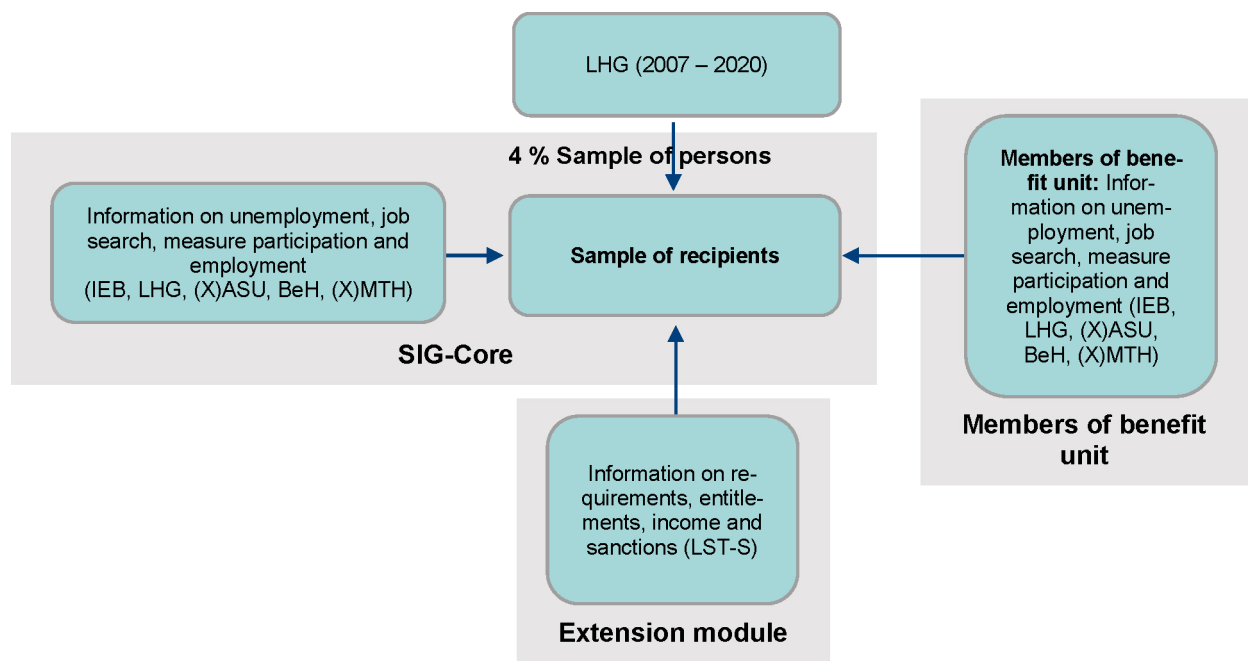 LHG (2007 – 2020)
4 % Sample of persons
Information on unemployment, job
search, measure participation and
employment
(IEB, LHG, (X)ASU, BeH, (X)MTH)
Sample of recipients
SIG-Core
Members of bene-
fit unit: Infor-
mation on unem-
ployment, job
search, measure
participation and
employment (IEB,
LHG, (X)ASU,
BeH, (X)MTH)
Members of benefit
unit
Information on re-
quirements, entitle-
ments, income and
sanctions (LST-S)
Extension module